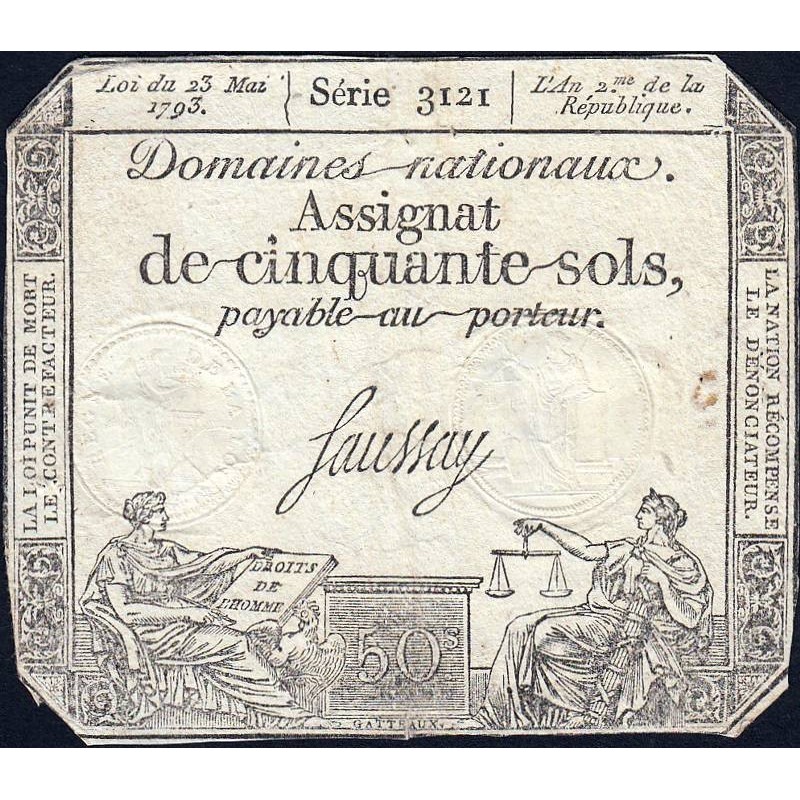 Loi du 23 Mai
1793.
Série 3121
L'An 2.me de la
République.
Domaines nationaux.
Assignat
de cinquante sols,
payable au porteur.
LA LOI PUNIT DE MORT
LE CONTREFACTEUR.
LA NATION RÉCOMPENSE
LE DÉNONCIATEUR.
Saussay
DROITS
DE
L'HOMME
50s
GATTEAUX.